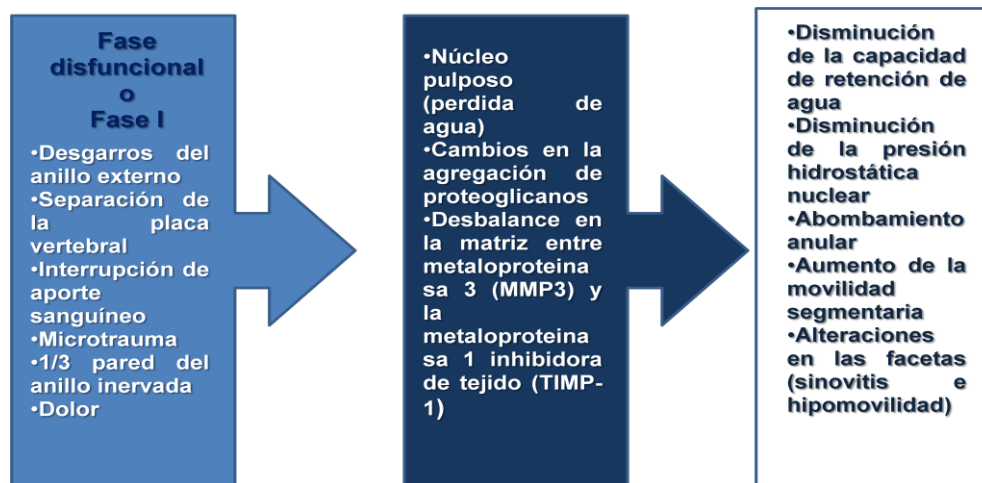 Fase
disfuncional
o
Fase I
•Desgarros del
anillo externo
•Separación de
la placa
vertebral
•Interrupción de
aporte
sanguíneo
•Microtrauma
•1/3 pared del
anillo inervada
•Dolor
•Núcleo
pulposo
(perdida de
agua)
•Cambios en la
agregación de
proteoglicanos
•Desbalance en
la matriz entre
metaloproteina
sa 3 (MMP3) y
la
metaloproteina
sa 1 inhibidora
de tejido (TIMP-
1)
•Disminución
de la capacidad
de retención de
agua
•Disminución
de la presión
hidrostática
nuclear
•Abombamiento
anular
•Aumento de la
movilidad
segmentaria
•Alteraciones
en las facetas
(sinovitis e
hipomovilidad)